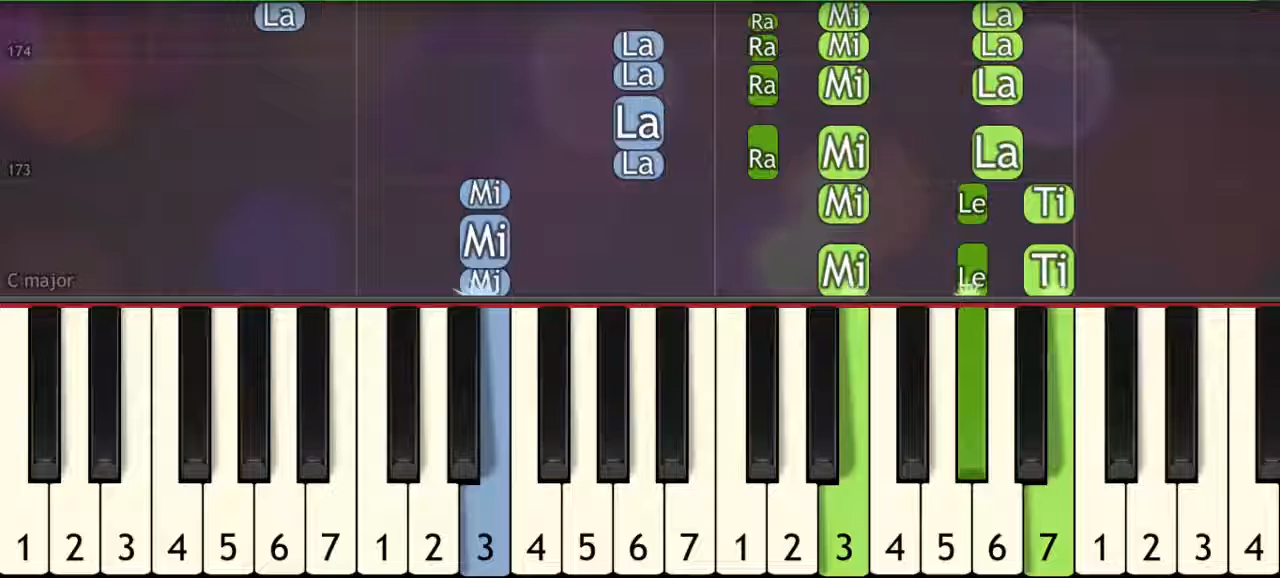 La Ra Mi La
174 La Ra Mi La
La Ra Mi La
La
Ra Mi La
173 La
Mi Mi Le Ti
Mi
C major Mi Mi Le Ti
1 2 3 4 5 6 7 1 2 3 4 5 6 7 1 2 3 4 5 6 7 1 2 3 4